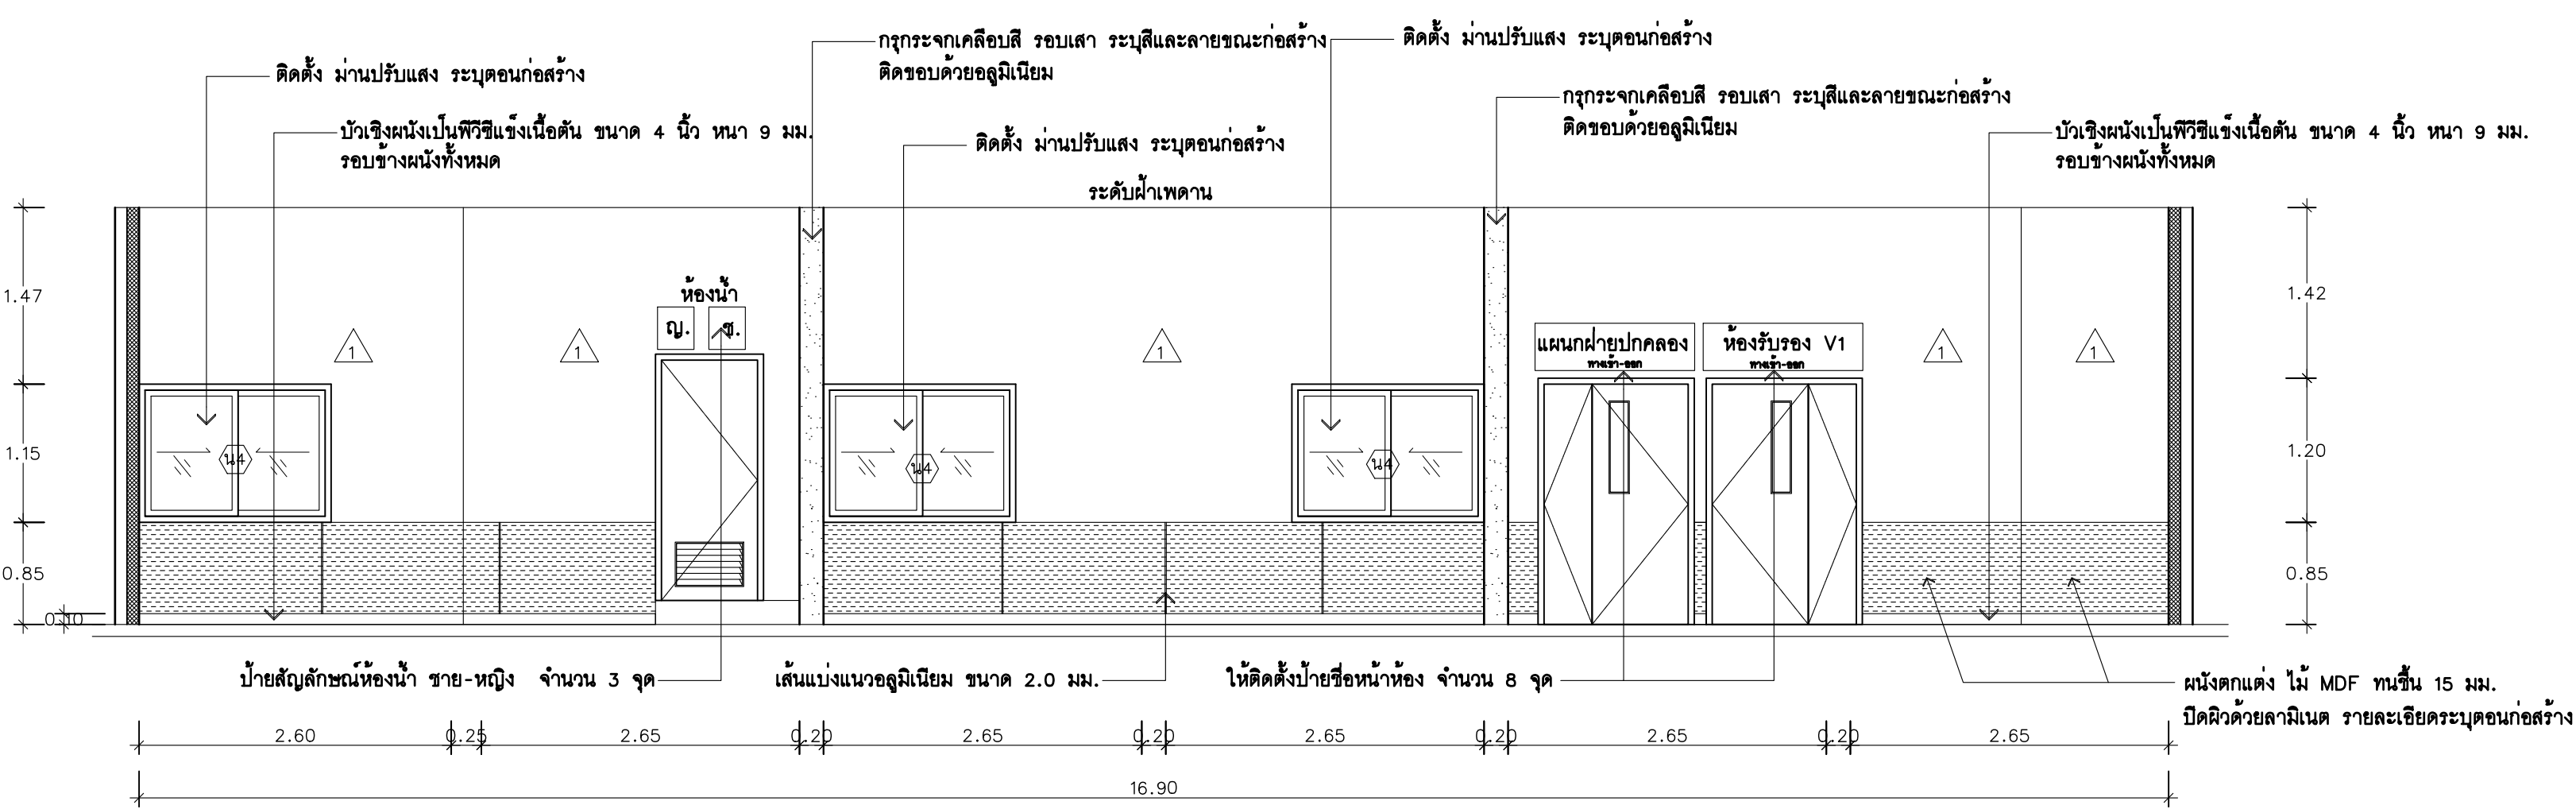 ติดตั้ง ม่านปรับแสง ระบุตอนก่อสร้าง
บัวเชิงผนังเป็นพีวีซีแข็งเนื้อตัน ขนาด 4 นิ้ว หนา 9 มม.
รอบข้างผนังทั้งหมด
กรุกระจกเคลือบสี รอบเสา ระบุสีและลายขณะก่อสร้าง
ติดขอบด้วยอลูมิเนียม
ติดตั้ง ม่านปรับแสง ระบุตอนก่อสร้าง
ระดับฝ้าเพดาน
ติดตั้ง ม่านปรับแสง ระบุตอนก่อสร้าง
กรุกระจกเคลือบสี รอบเสา ระบุสีและลายขณะก่อสร้าง
ติดขอบด้วยอลูมิเนียม
บัวเชิงผนังเป็นพีวีซีแข็งเนื้อตัน ขนาด 4 นิ้ว หนา 9 มม.
รอบข้างผนังทั้งหมด
1.47
1.15
0.85
0.10
1
1
ห้องน้ำ
ญ.
ช.
1
แผนกฝ่ายปกคลอง
ทางเข้า-ออก
ห้องรับรอง V1
ทางเข้า-ออก
1
1
น4
น4
น4
1.42
1.20
0.85
ป้ายสัญลักษณ์ห้องน้ำ ชาย-หญิง จำนวน 3 จุด
เส้นแบ่งแนวอลูมิเนียม ขนาด 2.0 มม.
ให้ติดตั้งป้ายชื่อหน้าห้อง จำนวน 8 จุด
ผนังตกแต่ง ไม้ MDF ทนชื้น 15 มม.
ปิดผิวด้วยลามิเนต รายละเอียดระบุตอนก่อสร้าง
2.60 0.25 2.65 0.20 2.65 0.20 2.65 0.20 2.65 0.20 2.65
16.90